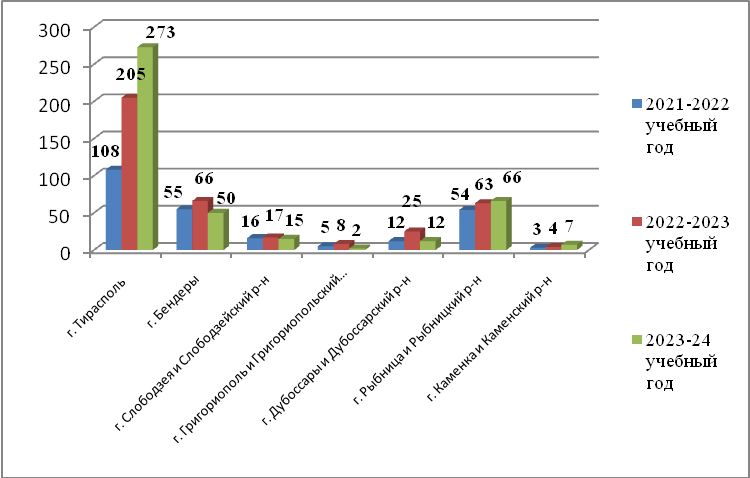 300
250
200
150
100
50
0
108
205
273
55
66
50
16
17
15
5
8
2
12
25
12
54
63
66
3
4
7
г. Тирасполь
г. Бендеры
г. Слободзея и Слободзейский р-н
г. Григориополь и Григориопольский…
г. Дубоссары и Дубоссарский р-н
г. Рыбница и Рыбницкий р-н
г. Каменка и Каменский р-н
2021-2022
учебный
год
2022-2023
учебный
год
2023-24
учебный
год